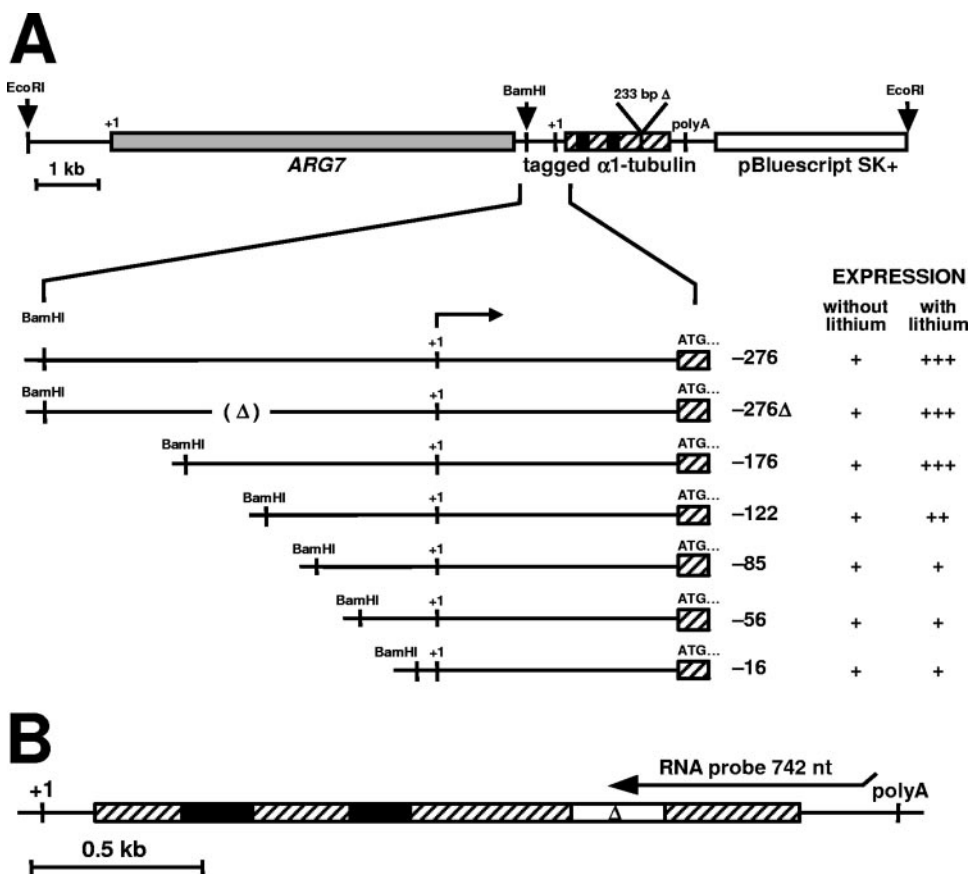 A
EcoRI
BamHI
233 bp Δ
EcoRI
+1
+1
polyA
1 kb
ARG7
tagged α1-tubulin
pBluescript SK+
EXPRESSION
without lithium
with lithium
BamHI
+1
ATG...
–276
+
+++
BamHI
(Δ)
+1
ATG...
–276Δ
+
+++
BamHI
+1
ATG...
–176
+
+++
BamHI
+1
ATG...
–122
+
++
BamHI
+1
ATG...
–85
+
+
BamHI
+1
ATG...
–56
+
+
BamHI
+1
ATG...
–16
+
+
B
RNA probe 742 nt
+1
polyA
Δ
0.5 kb